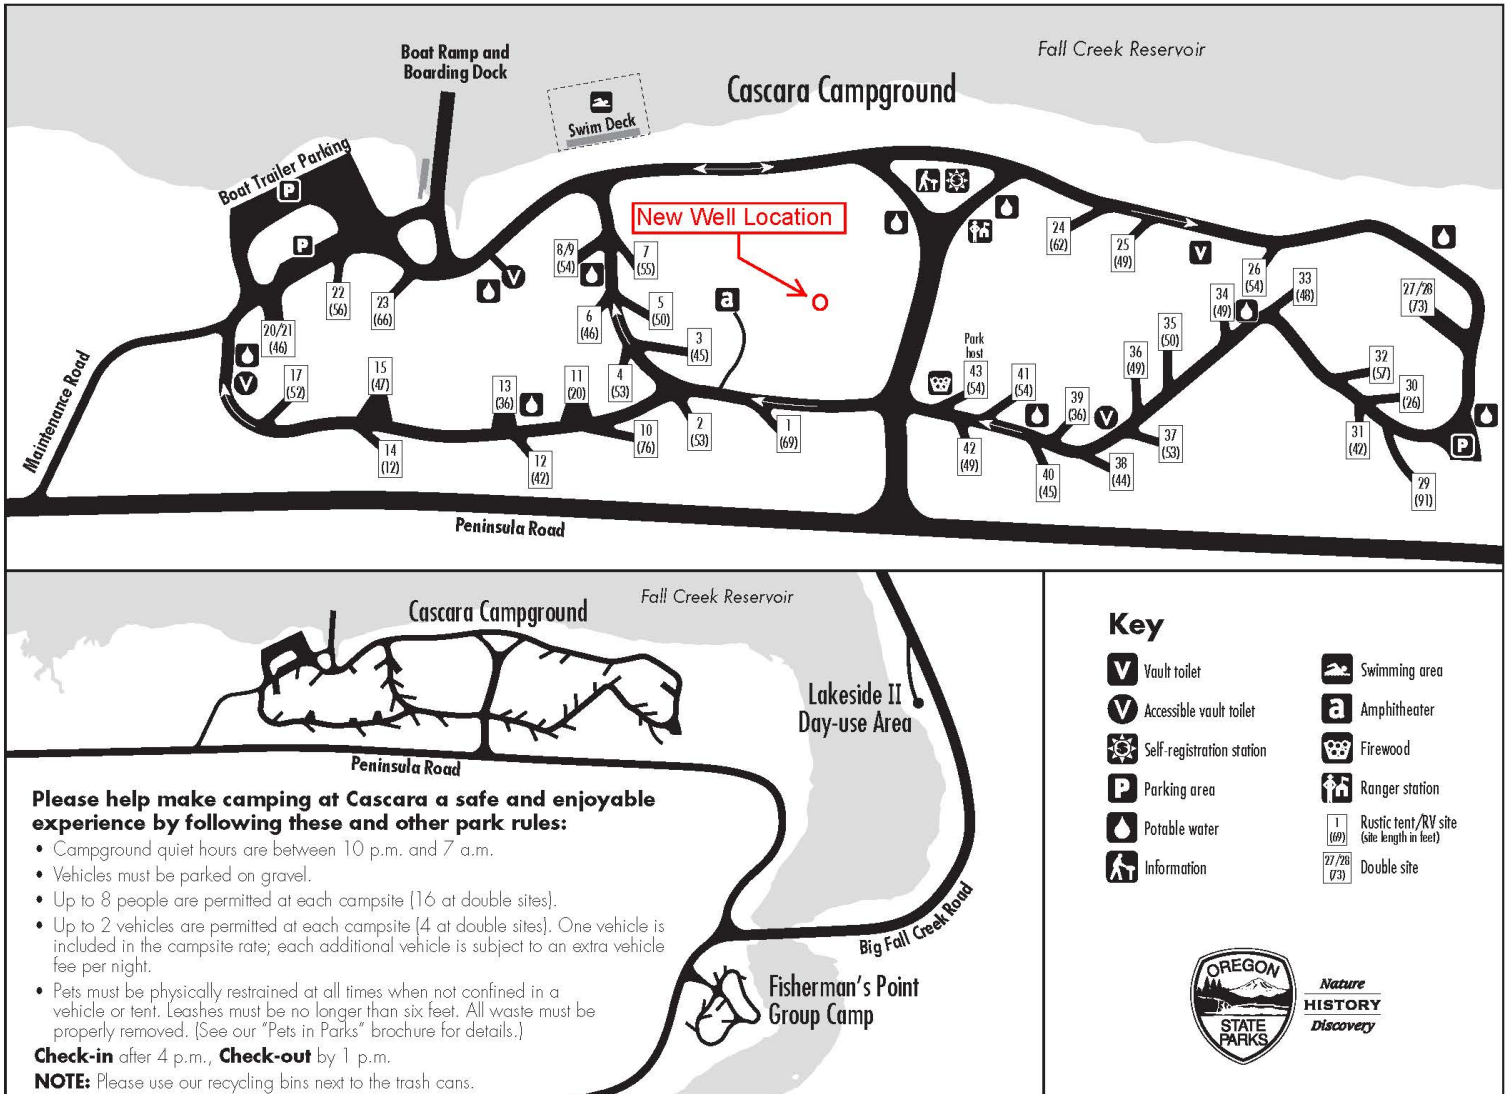 Fall Creek Reservoir
Boat Ramp and
Boarding Dock
Cascara Campground
Swim Deck
Boat Trailer Parking
P
P
New Well Location
8/9
(54)
7
(55)
24
(62)
25
(49)
26
(54)
33
(48)
27/28
(73)
V
V
22
(56)
23
(66)
6
(46)
5
(50)
a
34
(49)
20/21
(46)
3
(45)
35
(50)
Park
host
43
(54)
41
(54)
36
(49)
32
(57)
Maintenance Road
V
17
(52)
15
(47)
13
(36)
11
(20)
4
(53)
39
(36)
V
30
(26)
14
(12)
12
(42)
10
(76)
2
(53)
1
(69)
42
(49)
40
(45)
38
(44)
37
(53)
31
(42)
P
29
(91)
Peninsula Road
Cascara Campground
Fall Creek Reservoir
Lakeside II
Day-use Area
Peninsula Road
Big Fall Creek Road
Fisherman's Point
Group Camp
Please help make camping at Cascara a safe and enjoyable
experience by following these and other park rules:
• Campground quiet hours are between 10 p.m. and 7 a.m.
• Vehicles must be parked on gravel.
• Up to 8 people are permitted at each campsite (16 at double sites).
• Up to 2 vehicles are permitted at each campsite (4 at double sites). One vehicle is
included in the campsite rate; each additional vehicle is subject to an extra vehicle
fee per night.
• Pets must be physically restrained at all times when not confined in a
vehicle or tent. Leashes must be no longer than six feet. All waste must be
properly removed. (See our "Pets in Parks" brochure for details.)
Check-in after 4 p.m., Check-out by 1 p.m.
NOTE: Please use our recycling bins next to the trash cans.
Key
V Vault toilet
V Accessible vault toilet
S Self-registration station
P Parking area
Potable water
Information
Swimming area
a Amphitheater
Firewood
Ranger station
1
(69)
Rustic tent/RV site
(site length in feet)
27/28
(73)
Double site
OREGON
STATE
PARKS
Nature
HISTORY
Discovery